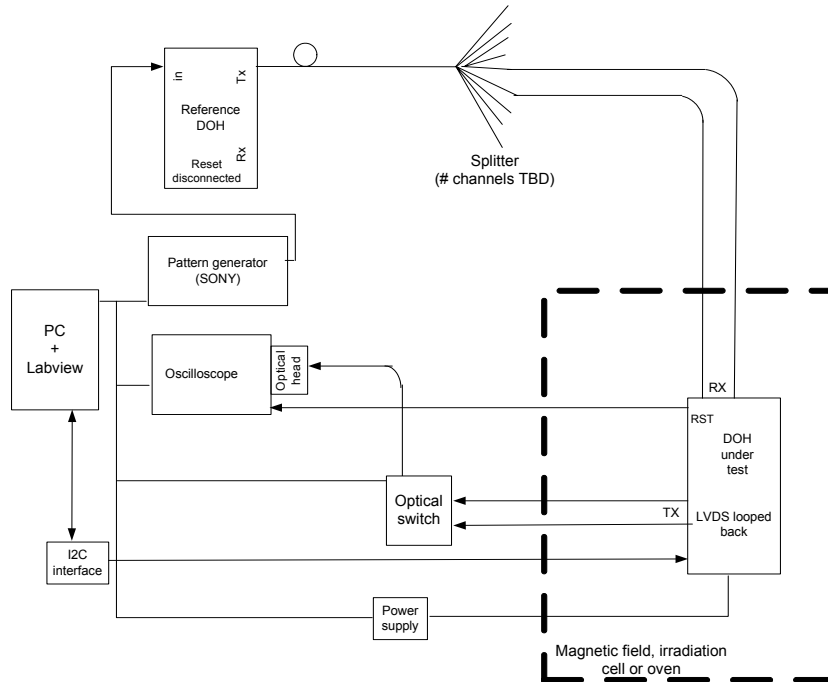 in
Tx
Reference
DOH
Rx
Reset
disconnected
Splitter
(# channels TBD)
Pattern generator
(SONY)
PC
+
Labview
Oscilloscope
Optical
head
RX
RST
DOH
under
test
Optical
switch
TX
LVDS looped
back
I2C
interface
Power
supply
Magnetic field, irradiation
cell or oven